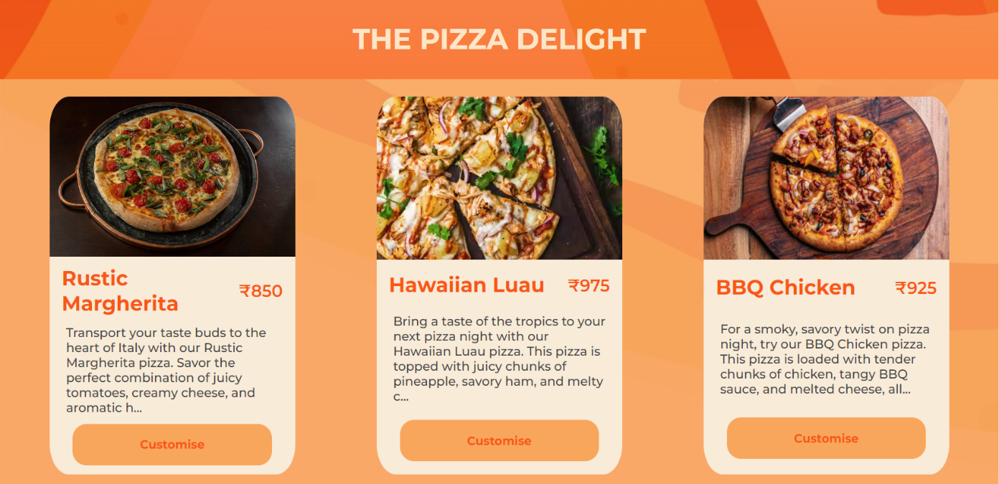 THE PIZZA DELIGHT
Rustic
Margherita
₹850
Transport your taste buds to the
heart of Italy with our Rustic
Margherita pizza. Savor the
perfect combination of juicy
tomatoes, creamy cheese, and
aromatic h...
Customise
Hawaiian Luau
₹975
Bring a taste of the tropics to your
next pizza night with our
Hawaiian Luau pizza. This pizza is
topped with juicy chunks of
pineapple, savory ham, and melty
c...
Customise
BBQ Chicken
₹925
For a smoky, savory twist on pizza
night, try our BBQ Chicken pizza.
This pizza is loaded with tender
chunks of chicken, tangy BBQ
sauce, and melted cheese, all...
Customise